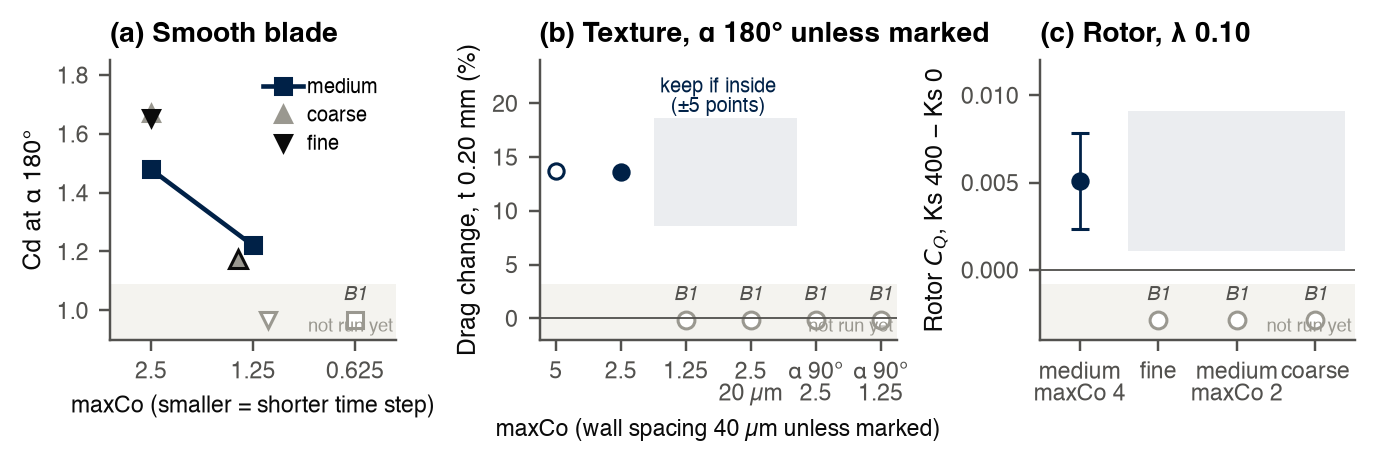 (a) Smooth blade
Cd at α 180°
1.8
1.6
1.4
1.2
1.0
medium
coarse
fine
B1
not run yet
2.5 1.25 0.625
maxCo (smaller = shorter time step)
(b) Texture, α 180° unless marked
Drag change, t 0.20 mm (%)
20
15
10
5
0
keep if inside
(±5 points)
B1 B1 B1 B1
not run yet
5 2.5 1.25 2.5 α 90° α 90°
20 µm 2.5 1.25
maxCo (wall spacing 40 µm unless marked)
(c) Rotor, λ 0.10
Rotor CQ, Ks 400 – Ks 0
0.010
0.005
0.000
B1 B1 B1
not run yet
medium fine medium coarse
maxCo 4 maxCo 2